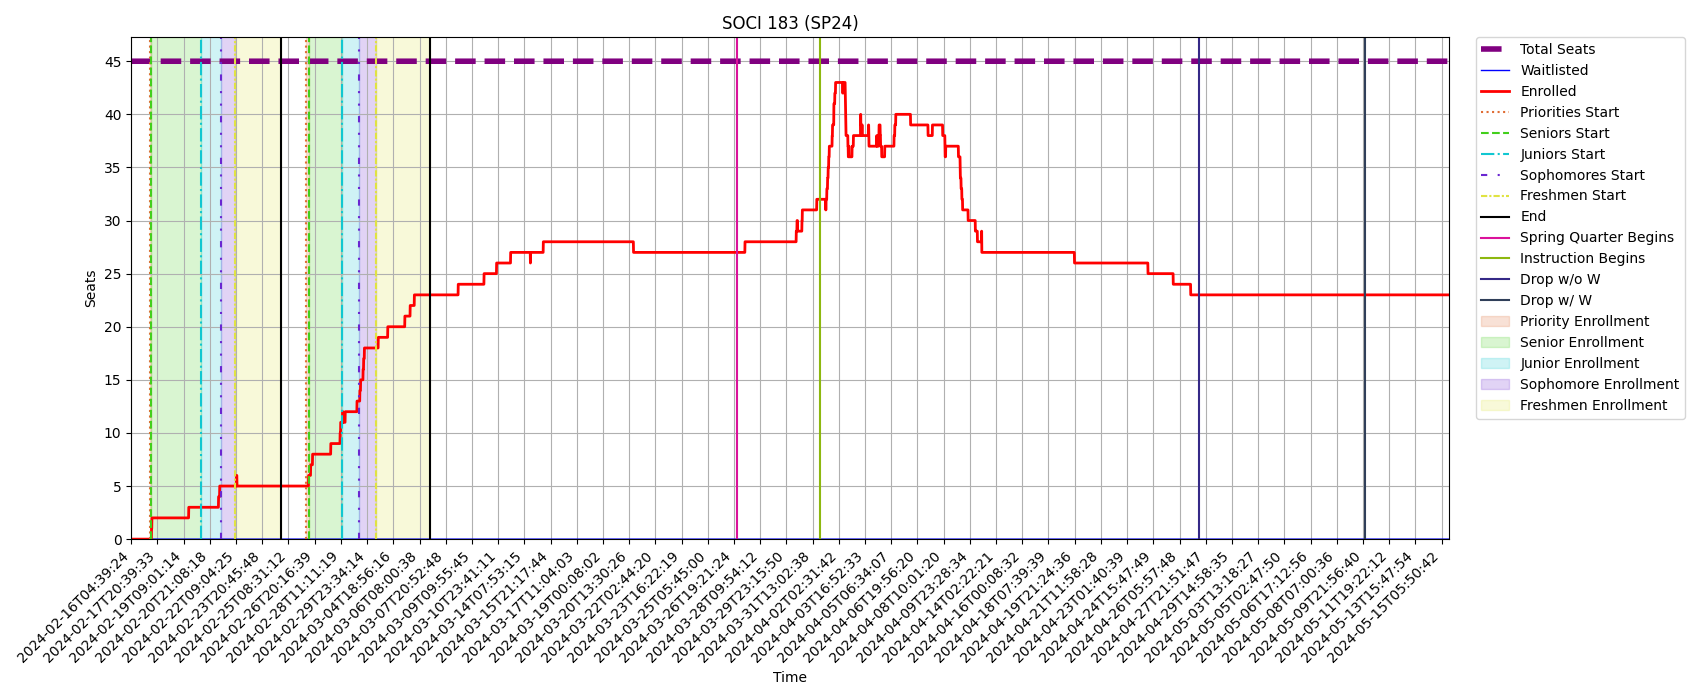 SOCI 183 (SP24)
Seats
45
40
35
30
25
20
15
10
5
0
2024-02-16T04:39:24
2024-02-17T20:39:33
2024-02-19T09:01:14
2024-02-20T21:08:18
2024-02-22T09:04:25
2024-02-23T20:45:48
2024-02-25T08:31:12
2024-02-26T20:16:39
2024-02-28T11:11:19
2024-02-29T23:34:14
2024-03-04T18:56:16
2024-03-06T08:00:38
2024-03-07T20:52:48
2024-03-09T09:55:45
2024-03-10T23:41:11
2024-03-14T07:53:15
2024-03-15T21:17:44
2024-03-17T11:04:03
2024-03-19T00:08:02
2024-03-20T13:30:26
2024-03-22T02:44:20
2024-03-23T16:22:19
2024-03-25T05:45:00
2024-03-26T19:21:24
2024-03-28T09:54:12
2024-03-29T23:15:50
2024-03-31T13:02:38
2024-04-02T02:31:42
2024-04-03T16:52:33
2024-04-05T06:34:07
2024-04-06T19:56:20
2024-04-08T10:01:20
2024-04-09T23:28:34
2024-04-14T02:22:21
2024-04-16T00:08:32
2024-04-18T07:39:39
2024-04-19T21:24:36
2024-04-21T11:58:28
2024-04-23T01:40:39
2024-04-24T15:47:49
2024-04-26T05:57:48
2024-04-27T21:51:47
2024-04-29T14:58:35
2024-05-03T13:18:27
2024-05-05T02:47:50
2024-05-06T17:12:56
2024-05-08T07:00:36
2024-05-09T21:56:40
2024-05-11T19:22:12
2024-05-13T15:47:54
2024-05-15T05:50:42
Time
Total Seats
Waitlisted
Enrolled
Priorities Start
Seniors Start
Juniors Start
Sophomores Start
Freshmen Start
End
Spring Quarter Begins
Instruction Begins
Drop w/o W
Drop w/ W
Priority Enrollment
Senior Enrollment
Junior Enrollment
Sophomore Enrollment
Freshmen Enrollment